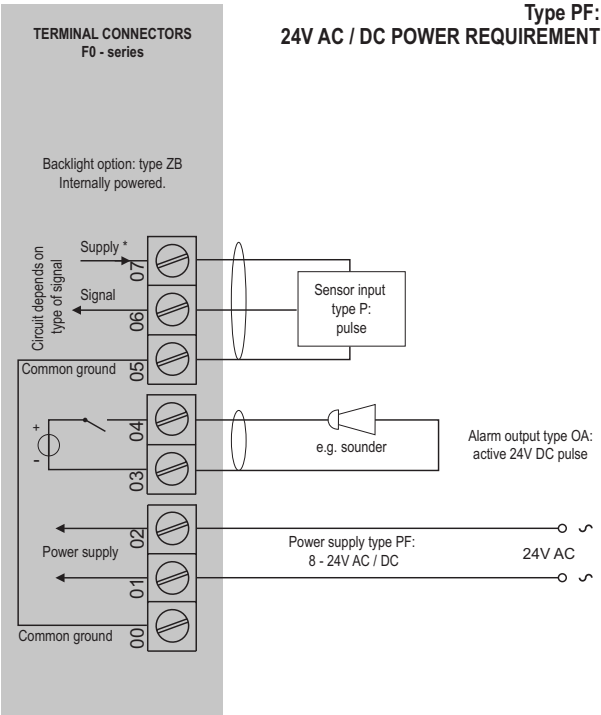 Type PF:
24V AC / DC POWER REQUIREMENT
TERMINAL CONNECTORS
F0 - series
Backlight option: type ZB
Internally powered.
Circuit depends on
type of signal
Supply *
07
Signal
06
Common ground
05
Sensor input
type P:
pulse
+
-
04
03
e.g. sounder
Alarm output type OA:
active 24V DC pulse
02
Power supply
01
Power supply type PF:
8 - 24V AC / DC
24V AC
Common ground
00